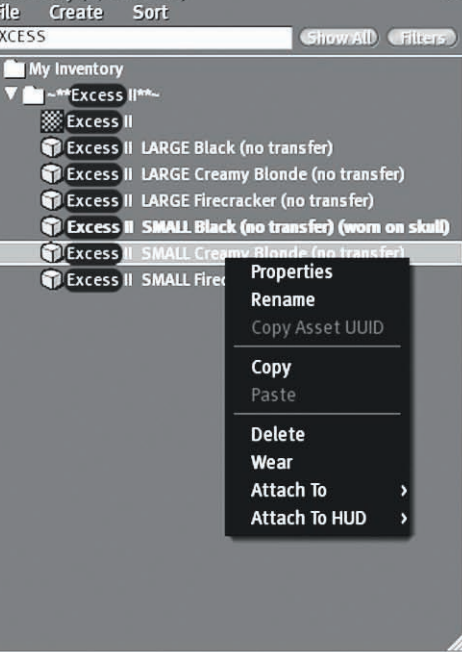 File Create Sort
EXCESS Show All Filters
My Inventory
~**Excess II**~
Excess II
Excess II LARGE Black (no transfer)
Excess II LARGE Creamy Blonde (no transfer)
Excess II LARGE Firecracker (no transfer)
Excess II SMALL Black (no transfer) (worn on skull)
Excess II SMALL Creamy Blonde (no transfer)
Excess II SMALL Firec
Properties
Rename
Copy Asset UUID
Copy
Paste
Delete
Wear
Attach To >
Attach To HUD >